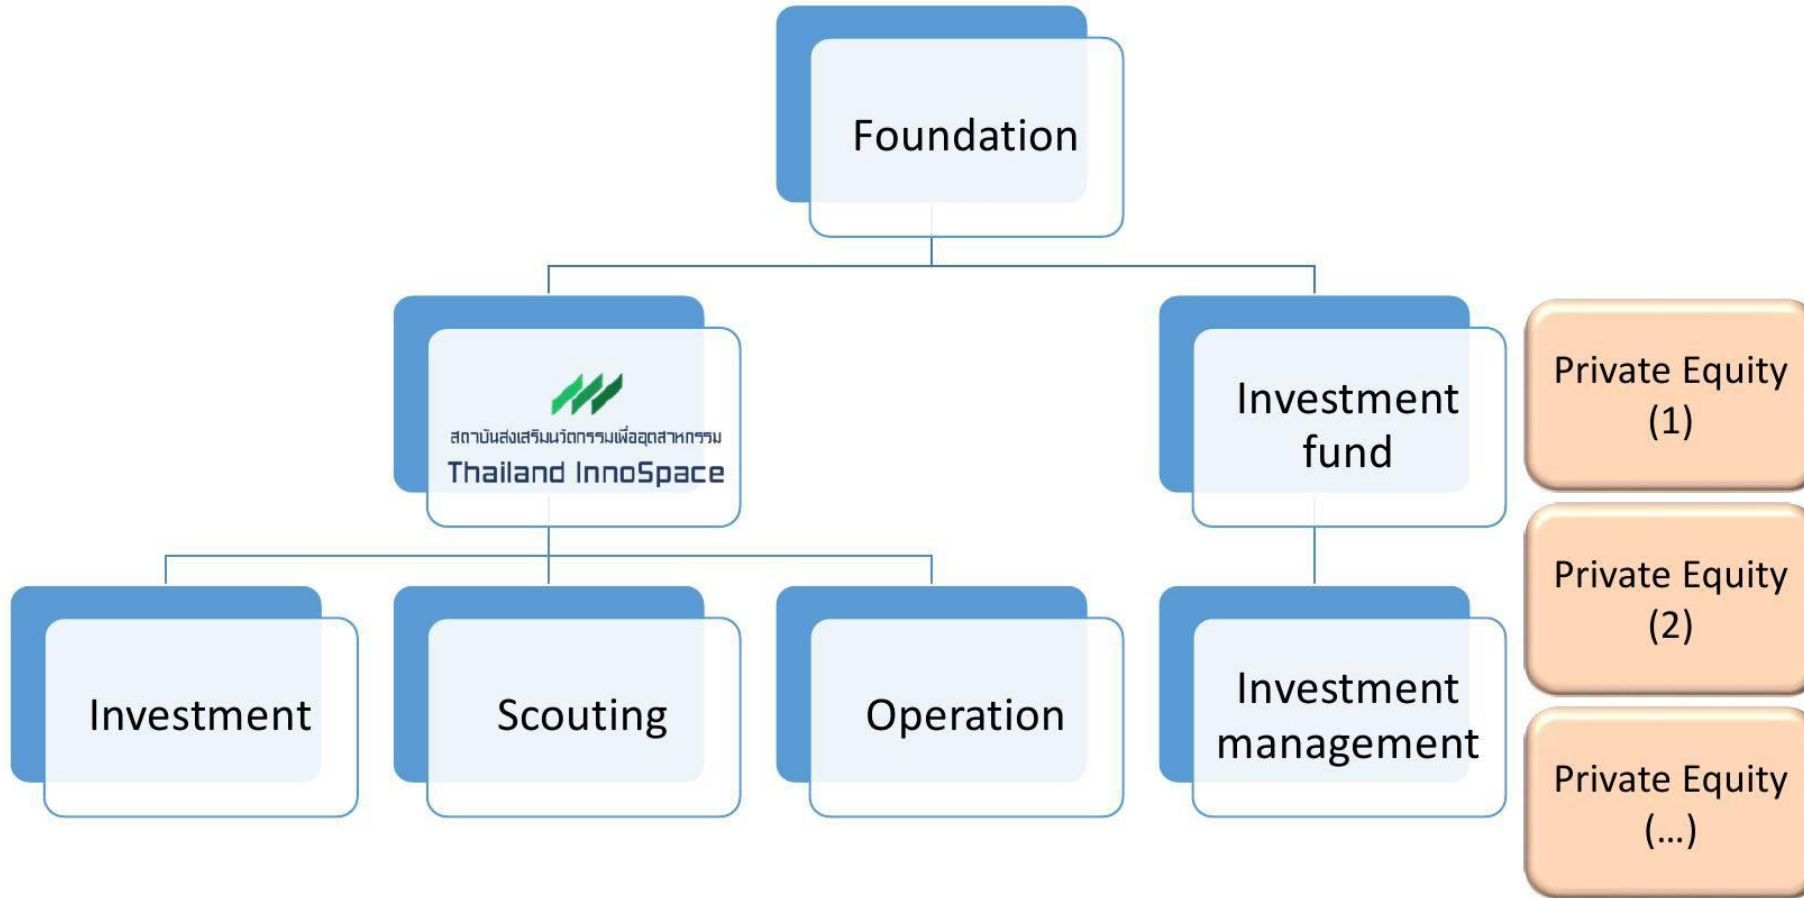 Foundation
สถาบันส่งเสริมนวัตกรรมเพื่ออุตสาหกรรม
Thailand InnoSpace
Investment
fund
Private Equity
(1)
Private Equity
(2)
Investment
Scouting
Operation
Investment
management
Private Equity
(...)